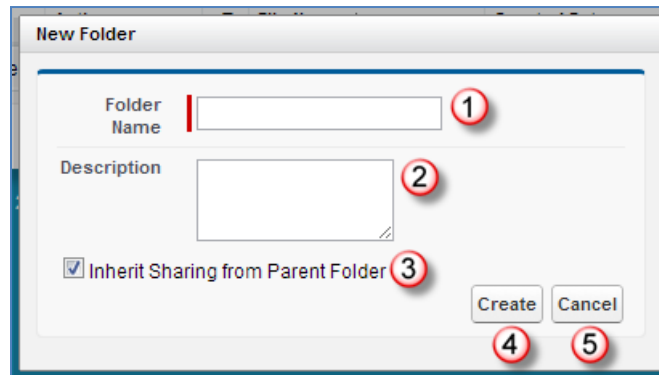 New Folder
Folder
Name
1
Description
2
Inherit Sharing from Parent Folder 3
Create Cancel
4 5